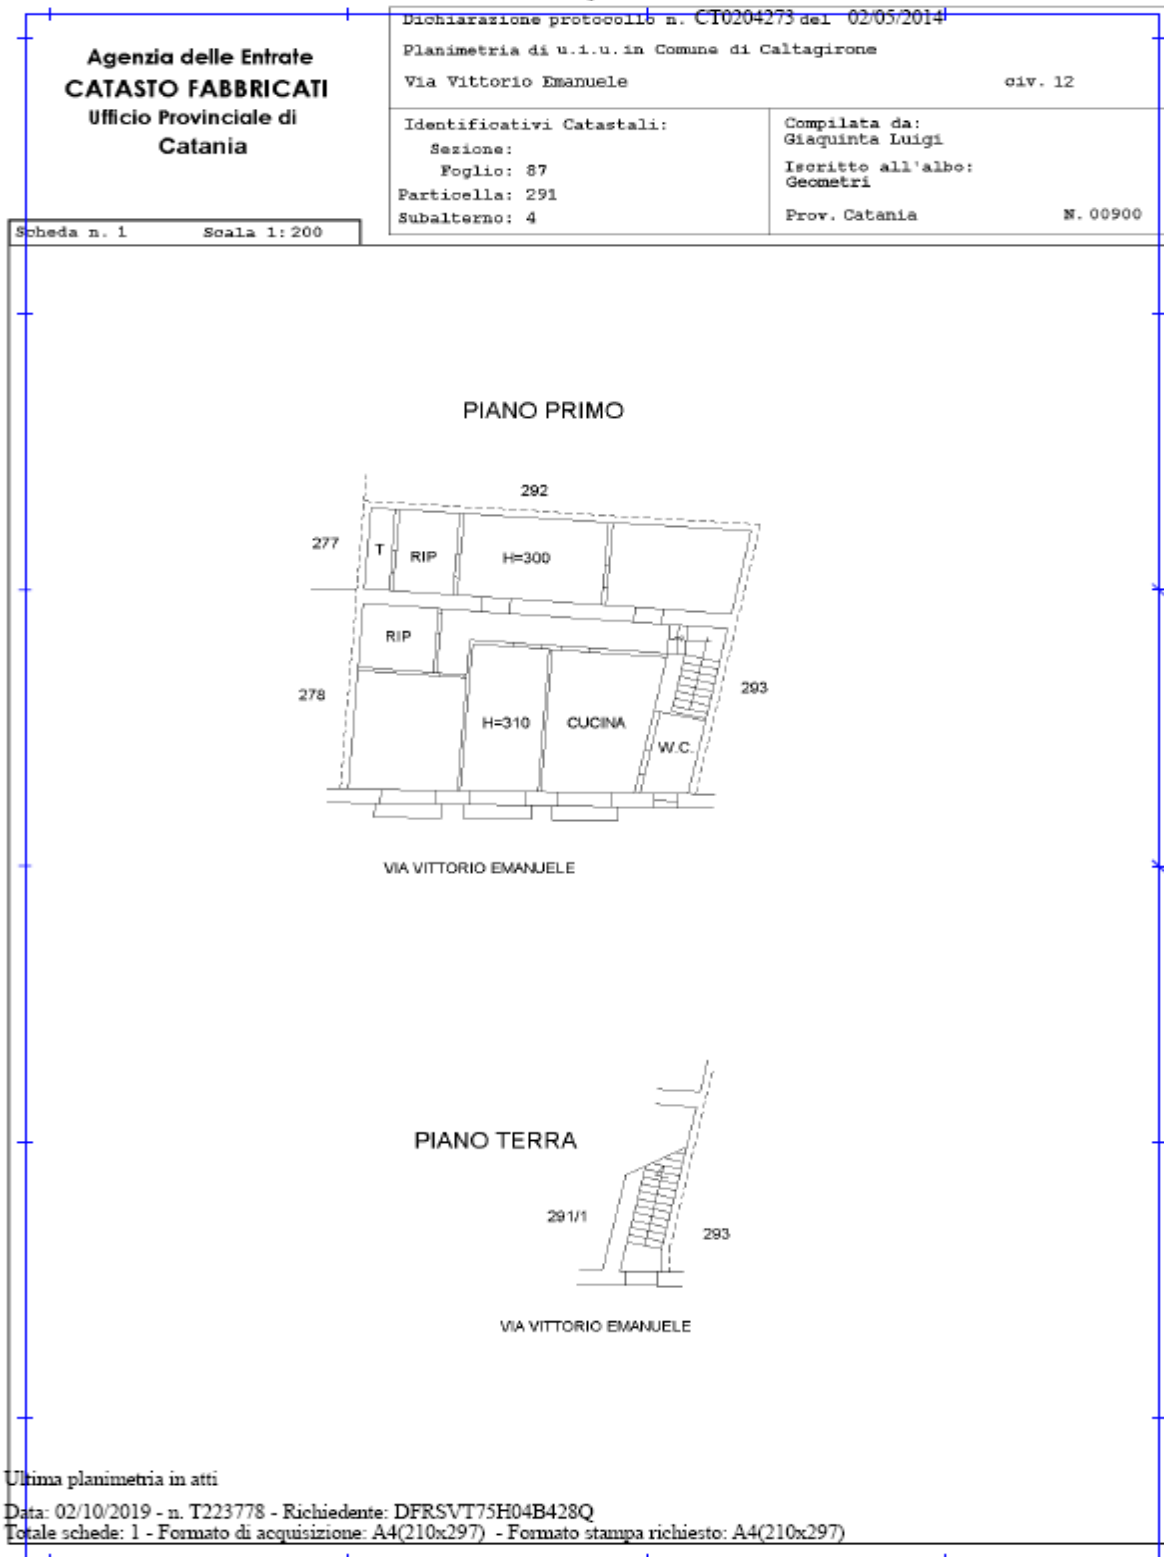 Agenzia delle Entrate
CATASTO FABBRICATI
Ufficio Provinciale di
Catania
Dichiarazione protocollo n. CT0204273 del 02/05/2014
Planimetria di u.i.u. in Comune di Caltagirone
Via Vittorio Emanuele civ. 12
Identificativi Catastali:
Sezione:
Foglio: 87
Particella: 291
Subalterno: 4
Compilata da:
Giaquinta Luigi
Iscritto all'albo:
Geometri
Prov. Catania N. 00900
Scheda n. 1 Scala 1:200
PIANO PRIMO
292
277
T
RIP
H=300
RIP
278
293
H=310
CUCINA
W.C.
VIA VITTORIO EMANUELE
PIANO TERRA
291/1
293
VIA VITTORIO EMANUELE
Ultima planimetria in atti
Data: 02/10/2019 - n. T223778 - Richiedente: DFRSVT75H04B428Q
Totale schede: 1 - Formato di acquisizione: A4(210x297) - Formato stampa richiesto: A4(210x297)